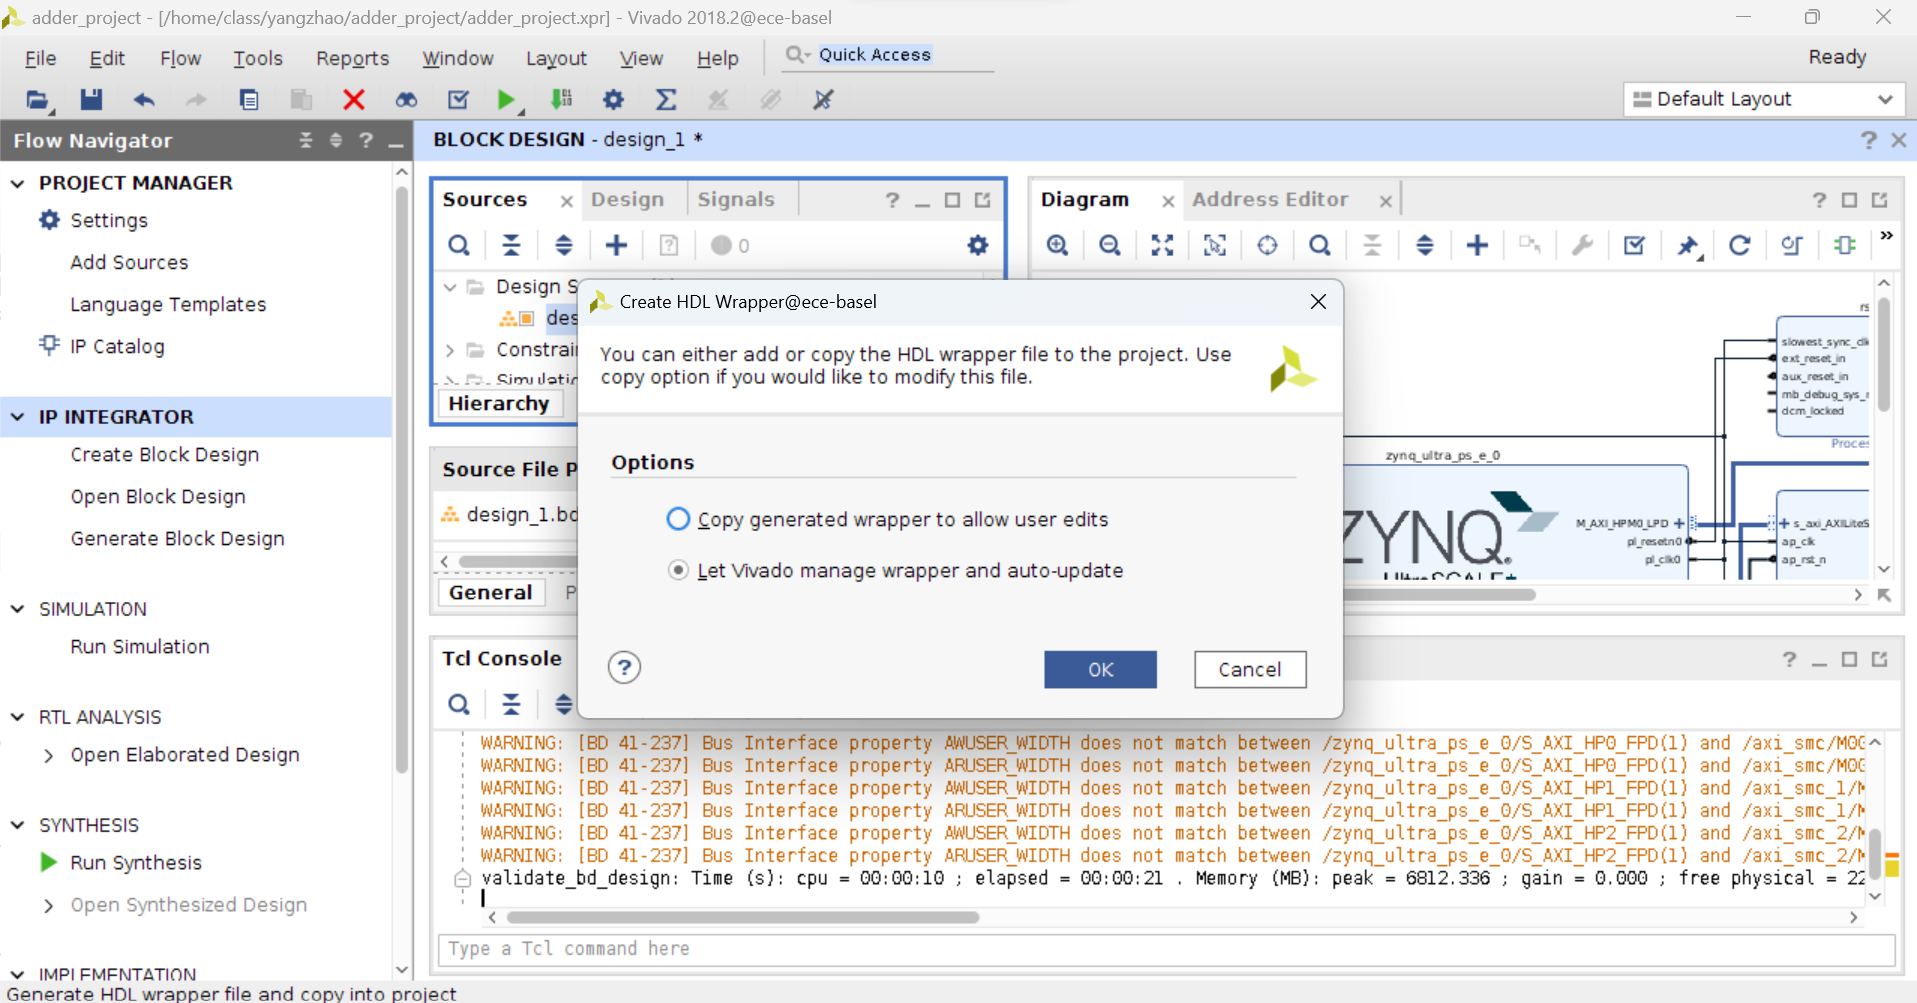 adder_project - [/home/class/yangzhao/adder_project/adder_project.xpr] - Vivado 2018.2@ece-basel
File Edit Flow Tools Reports Window Layout View Help Quick Access Ready
Default Layout
Flow Navigator
PROJECT MANAGER
Settings
Add Sources
Language Templates
IP Catalog
IP INTEGRATOR
Create Block Design
Open Block Design
Generate Block Design
SIMULATION
Run Simulation
RTL ANALYSIS
Open Elaborated Design
SYNTHESIS
Run Synthesis
Open Synthesized Design
IMPLEMENTATION
Generate HDL wrapper file and copy into project
BLOCK DESIGN - design_1 *
Sources Design Signals
0
Design S
des
Constrain
Simulatio
Hierarchy
Source File P
design_1.bd
General P
Diagram Address Editor
rs
slowest_sync_clk
ext_reset_in
aux_reset_in
mb_debug_sys_r
dcm_locked
Proces
zynq_ultra_ps_e_0
ZYNQ
UltraSCALE+
M_AXI_HPM0_LPD
pl_resetn0
pl_clk0
s_axi_AXILiteS
ap_clk
ap_rst_n
Create HDL Wrapper@ece-basel
You can either add or copy the HDL wrapper file to the project. Use
copy option if you would like to modify this file.
Options
Copy generated wrapper to allow user edits
Let Vivado manage wrapper and auto-update
? OK Cancel
Tcl Console
WARNING: [BD 41-237] Bus Interface property AWUSER_WIDTH does not match between /zynq_ultra_ps_e_0/S_AXI_HP0_FPD(1) and /axi_smc/M00
WARNING: [BD 41-237] Bus Interface property ARUSER_WIDTH does not match between /zynq_ultra_ps_e_0/S_AXI_HP0_FPD(1) and /axi_smc/M00
WARNING: [BD 41-237] Bus Interface property AWUSER_WIDTH does not match between /zynq_ultra_ps_e_0/S_AXI_HP1_FPD(1) and /axi_smc_1/M
WARNING: [BD 41-237] Bus Interface property ARUSER_WIDTH does not match between /zynq_ultra_ps_e_0/S_AXI_HP1_FPD(1) and /axi_smc_1/M
WARNING: [BD 41-237] Bus Interface property AWUSER_WIDTH does not match between /zynq_ultra_ps_e_0/S_AXI_HP2_FPD(1) and /axi_smc_2/M
WARNING: [BD 41-237] Bus Interface property ARUSER_WIDTH does not match between /zynq_ultra_ps_e_0/S_AXI_HP2_FPD(1) and /axi_smc_2/M
validate_bd_design: Time (s): cpu = 00:00:10 ; elapsed = 00:00:21 . Memory (MB): peak = 6812.336 ; gain = 0.000 ; free physical = 22
Type a Tcl command here